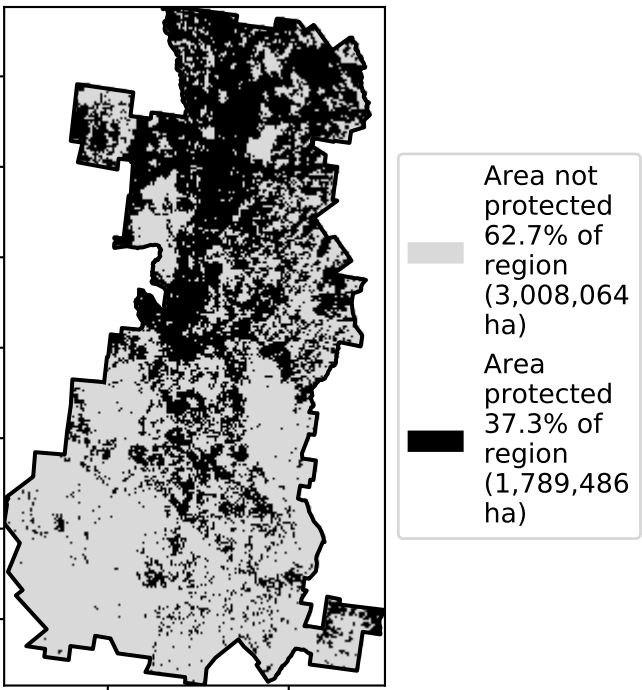 Area not
protected
62.7% of
region
(3,008,064
ha)
Area
protected
37.3% of
region
(1,789,486
ha)